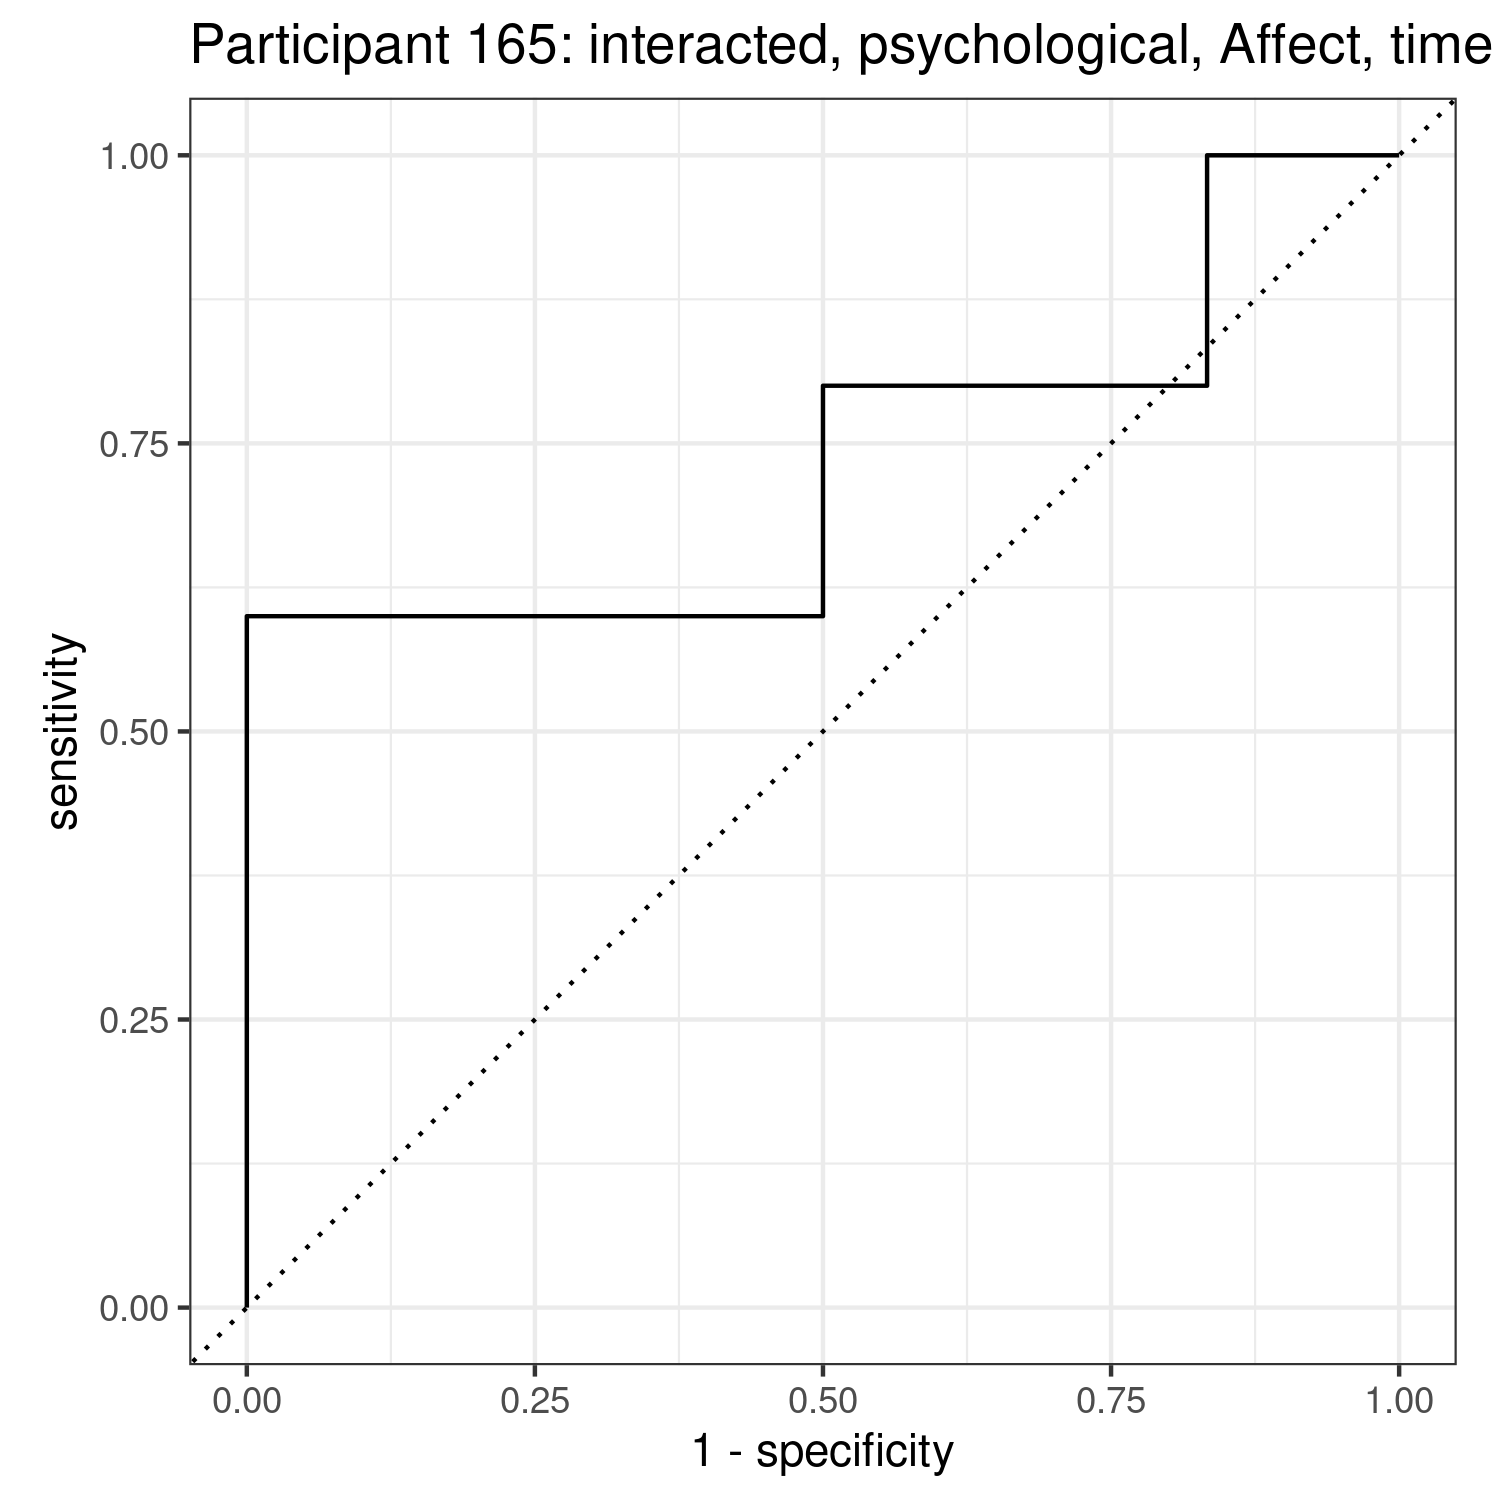 Participant 165: interacted, psychological, Affect, time
1.00
0.75
0.50
0.25
0.00
sensitivity
0.00 0.25 0.50 0.75 1.00
1 - specificity